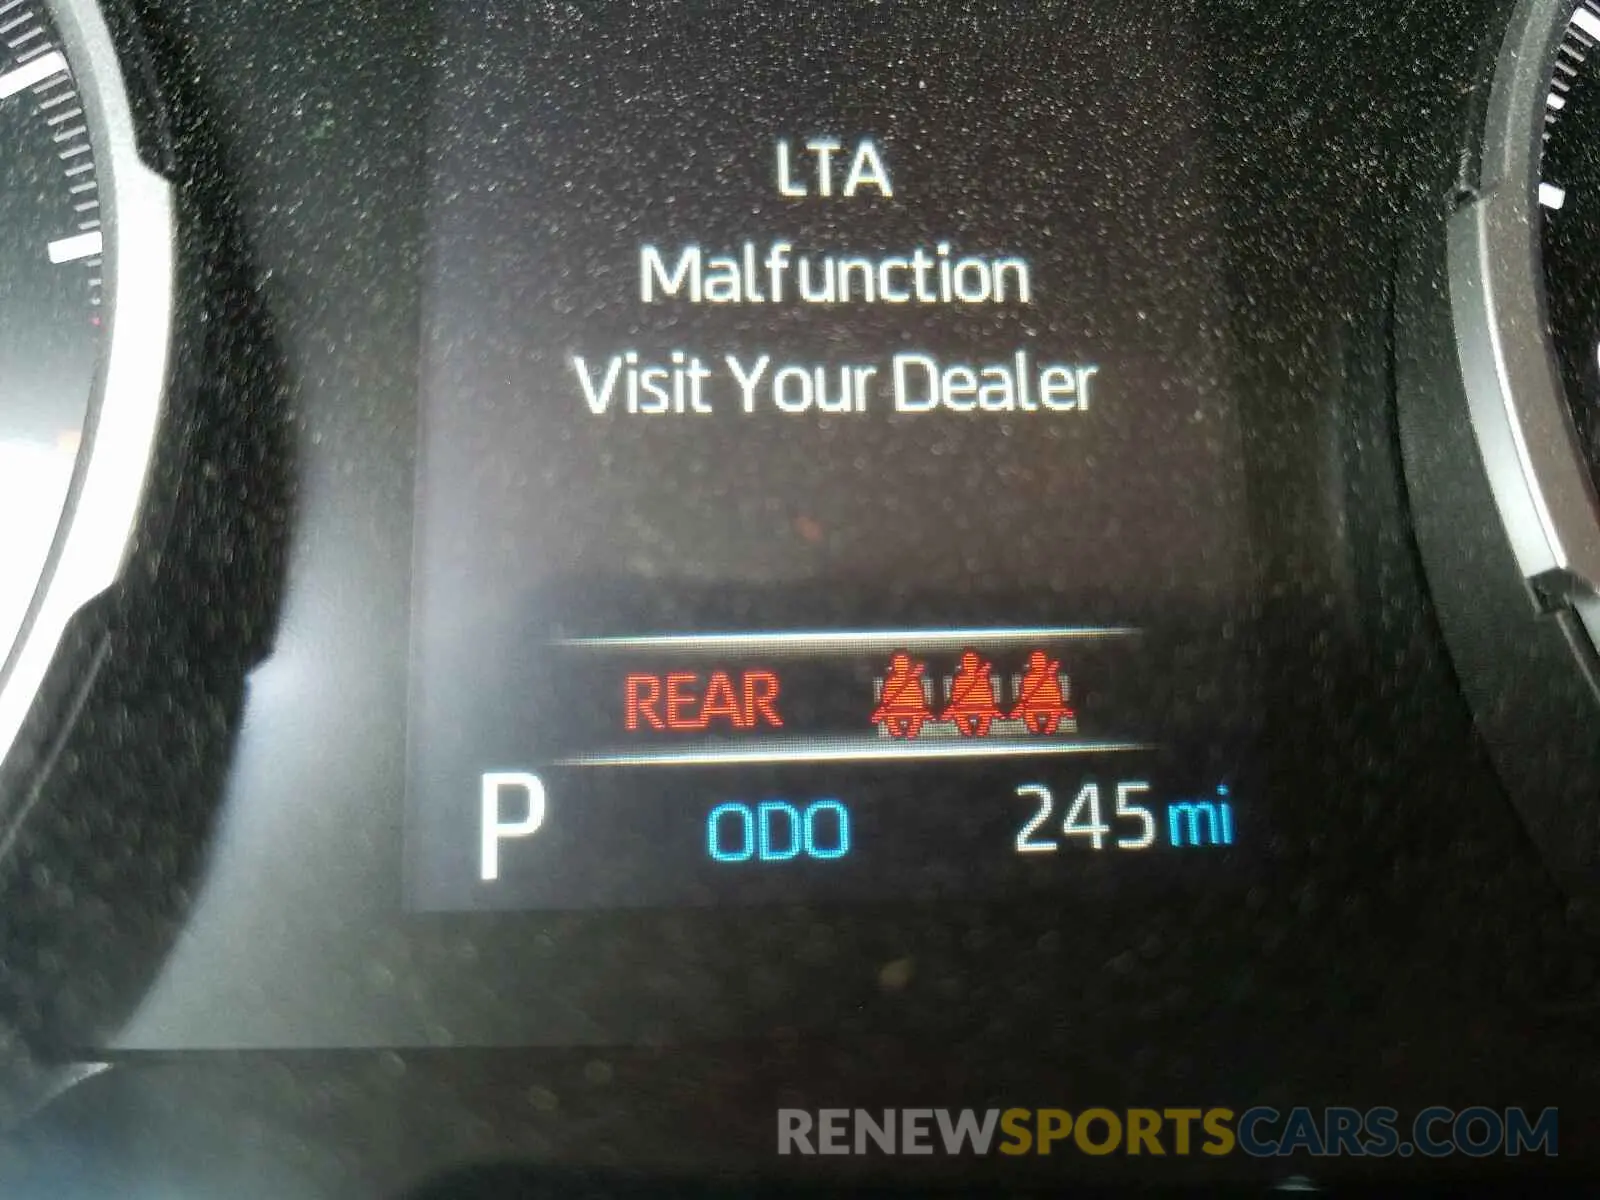 LTA
Malfunction
Visit Your Dealer
REAR
P ODO 245 mi
RENEWSPORTSCARS.COM